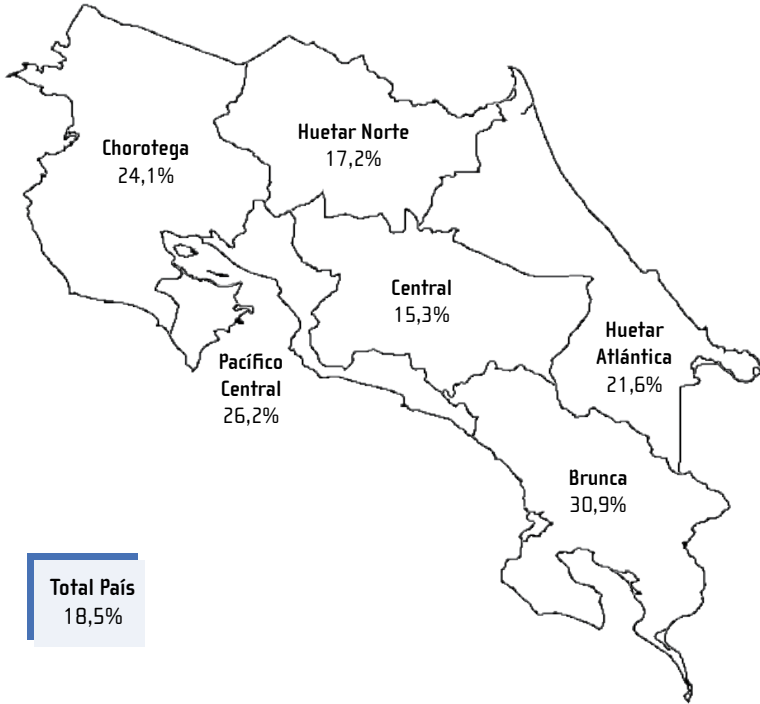 Chorotega
24,1%
Huetar Norte
17,2%
Central
15,3%
Huetar
Atlántica
21,6%
Pacífico
Central
26,2%
Brunca
30,9%
Total País
18,5%